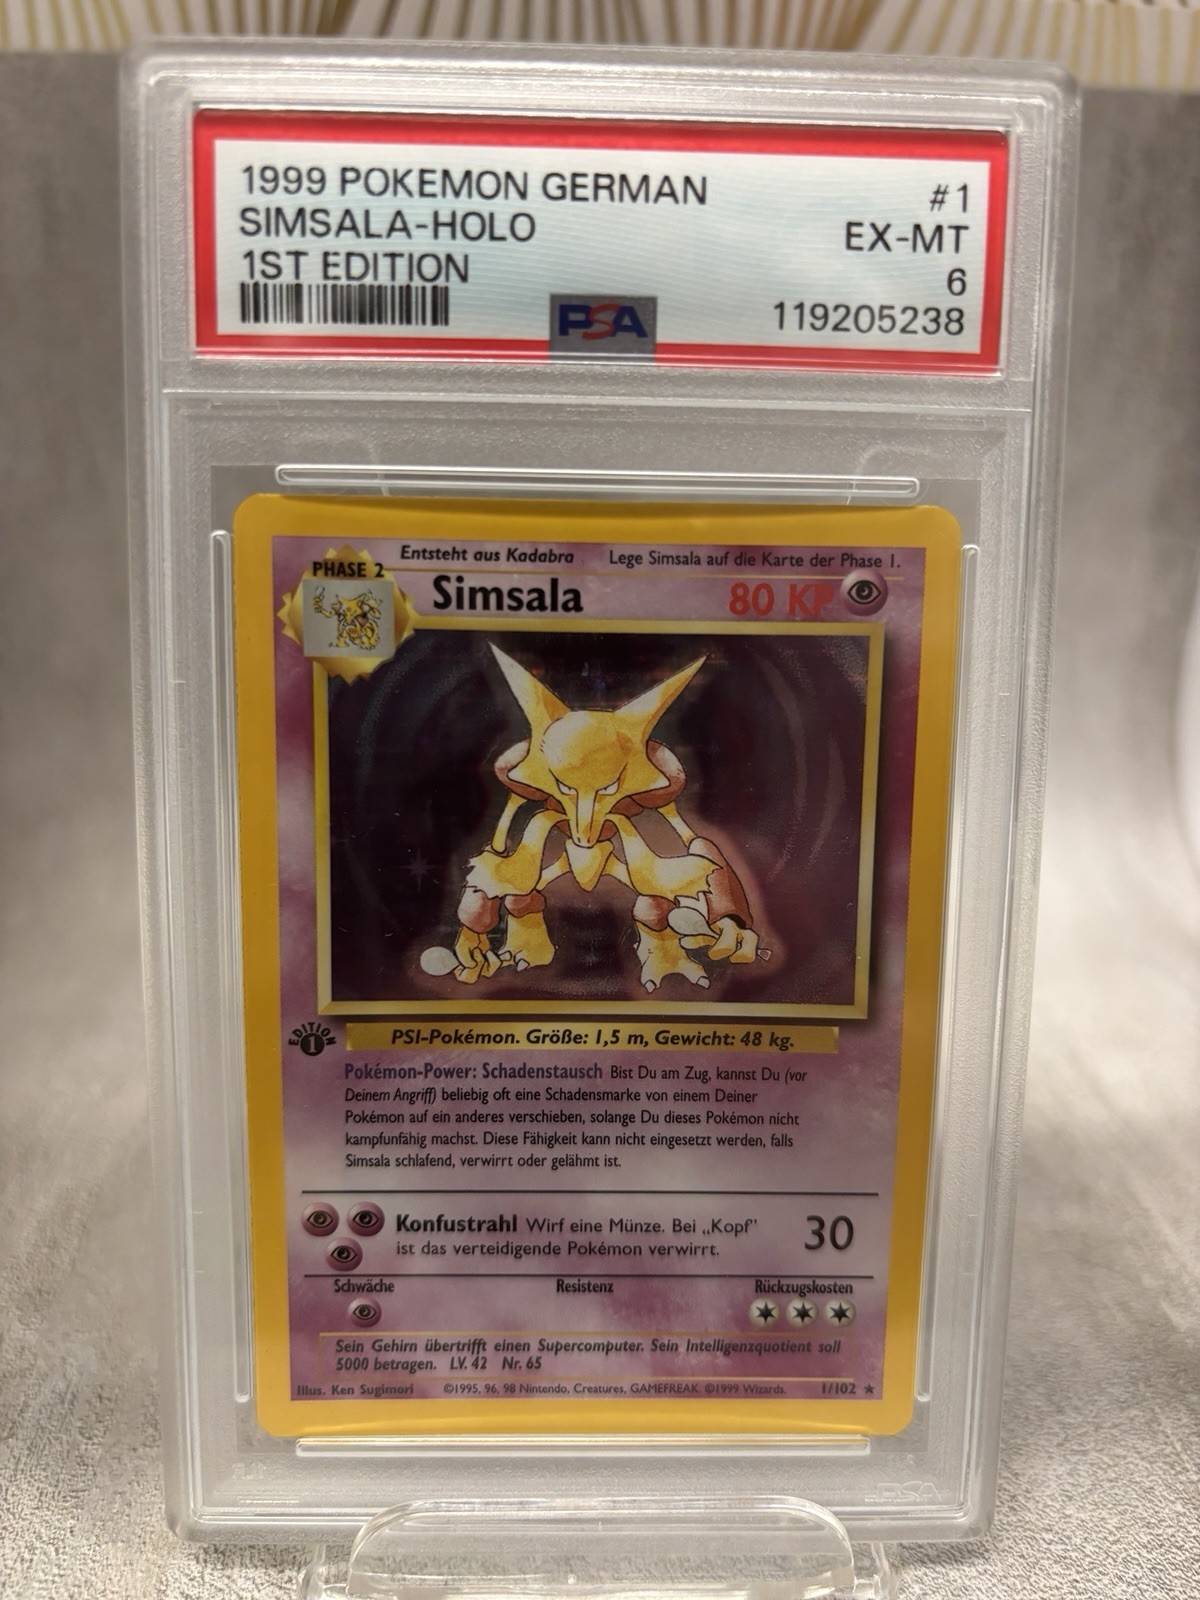 1999 POKEMON GERMAN #1
SIMSALA-HOLO EX-MT
1ST EDITION 6
PSA 119205238
Entsteht aus Kadabra Lege Simsala auf die Karte der Phase 1.
PHASE 2
Simsala 80 KP
EDITION
1
PSI-Pokémon. Größe: 1,5 m, Gewicht: 48 kg.
Pokémon-Power: Schadenstausch Bist Du am Zug, kannst Du (vor
Deinem Angriff) beliebig oft eine Schadensmarke von einem Deiner
Pokémon auf ein anderes verschieben, solange Du dieses Pokémon nicht
kampfunfähig machst. Diese Fähigkeit kann nicht eingesetzt werden, falls
Simsala schlafend, verwirrt oder gelähmt ist.
Konfustrahl Wirf eine Münze. Bei „Kopf" 30
ist das verteidigende Pokémon verwirrt.
Schwäche Resistenz Rückzugskosten
Sein Gehirn übertrifft einen Supercomputer. Sein Intelligenzquotient soll
5000 betragen. LV. 42 Nr. 65
Illus. Ken Sugimori ©1995, 96, 98 Nintendo, Creatures, GAMEFREAK. ©1999 Wizards. 1/102 ★
PSA